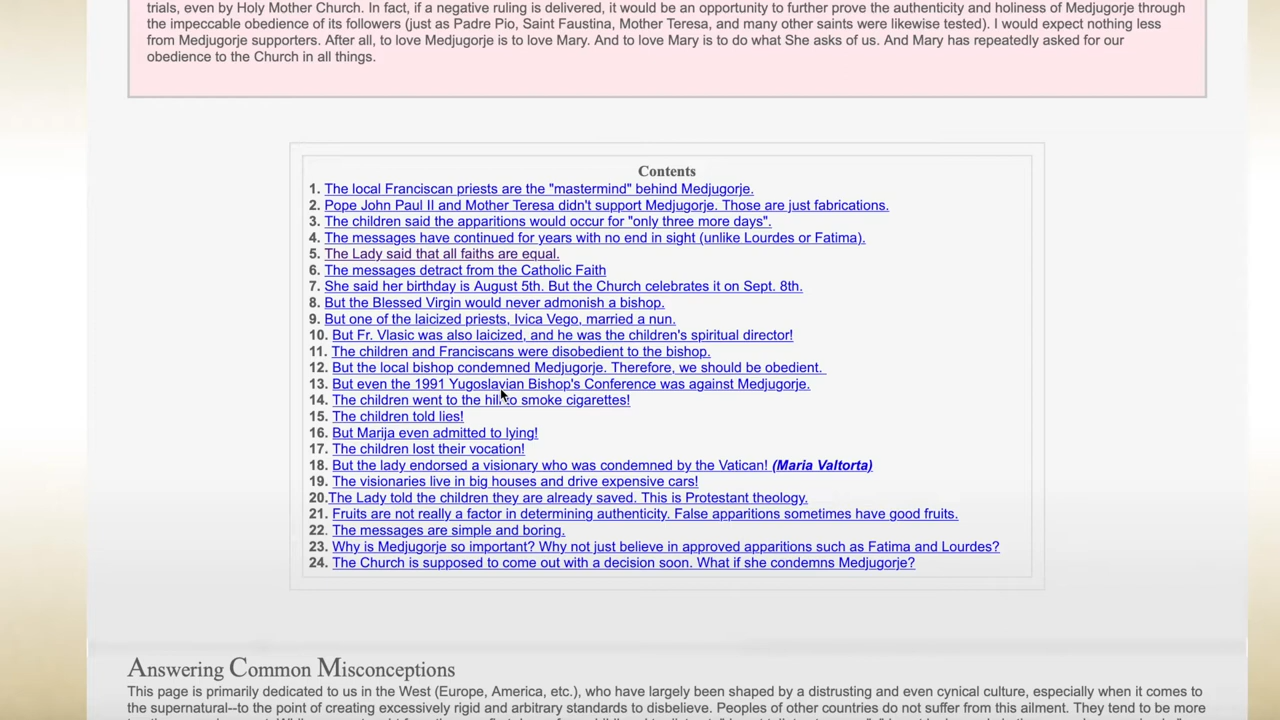 trials, even by Holy Mother Church. In fact, if a negative ruling is delivered, it would be an opportunity to further prove the authenticity and holiness of Medjugorje through
the impeccable obedience of its followers (just as Padre Pio, Saint Faustina, Mother Teresa, and many other saints were likewise tested). I would expect nothing less
from Medjugorje supporters. After all, to love Medjugorje is to love Mary. And to love Mary is to do what She asks of us. And Mary has repeatedly asked for our
obedience to the Church in all things.
Contents
1. The local Franciscan priests are the "mastermind" behind Medjugorje.
2. Pope John Paul II and Mother Teresa didn't support Medjugorje. Those are just fabrications.
3. The children said the apparitions would occur for "only three more days".
4. The messages have continued for years with no end in sight (unlike Lourdes or Fatima).
5. The Lady said that all faiths are equal.
6. The messages detract from the Catholic Faith
7. She said her birthday is August 5th. But the Church celebrates it on Sept. 8th.
8. But the Blessed Virgin would never admonish a bishop.
9. But one of the laicized priests, Ivica Vego, married a nun.
10. But Fr. Vlasic was also laicized, and he was the children's spiritual director!
11. The children and Franciscans were disobedient to the bishop.
12. But the local bishop condemned Medjugorje. Therefore, we should be obedient.
13. But even the 1991 Yugoslavian Bishop's Conference was against Medjugorje.
14. The children went to the hill to smoke cigarettes!
15. The children told lies!
16. But Marija even admitted to lying!
17. The children lost their vocation!
18. But the lady endorsed a visionary who was condemned by the Vatican! (Maria Valtorta)
19. The visionaries live in big houses and drive expensive cars!
20.The Lady told the children they are already saved. This is Protestant theology.
21. Fruits are not really a factor in determining authenticity. False apparitions sometimes have good fruits.
22. The messages are simple and boring.
23. Why is Medjugorje so important? Why not just believe in approved apparitions such as Fatima and Lourdes?
24. The Church is supposed to come out with a decision soon. What if she condemns Medjugorje?
Answering Common Misconceptions
This page is primarily dedicated to us in the West (Europe, America, etc.), who have largely been shaped by a distrusting and even cynical culture, especially when it comes to
the supernatural--to the point of creating excessively rigid and arbitrary standards to disbelieve. Peoples of other countries do not suffer from this ailment. They tend to be more